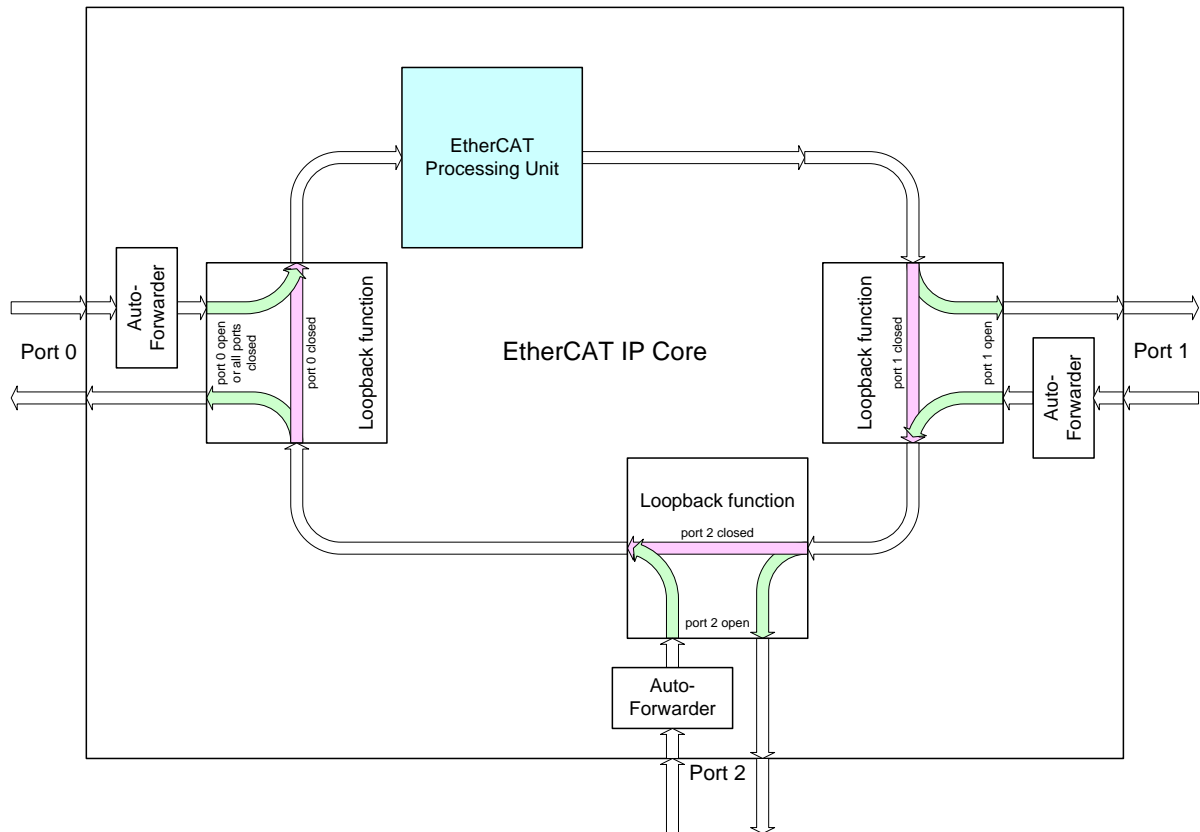 EtherCAT
Processing Unit
Auto-
Forwarder
Port 0
port 0 open
or all ports
closed
port 0 closed
Loopback function
EtherCAT IP Core
Loopback function
port 1 closed
port 1 open
Port 1
Auto-
Forwarder
Loopback function
port 2 closed
port 2 open
Auto-
Forwarder
Port 2